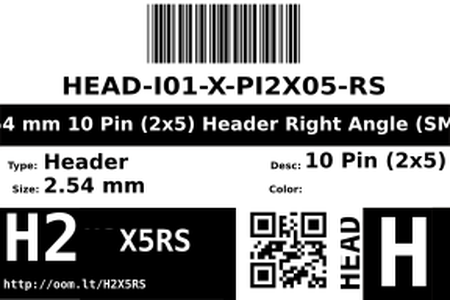 HEAD-I01-X-PI2X05-RS
54 mm 10 Pin (2x5) Header Right Angle (SM
Type: Header
Desc: 10 Pin (2x5)
Size: 2.54 mm
Color:
H2
X5RS
HEAD
H
http://oom.lt/H2X5RS